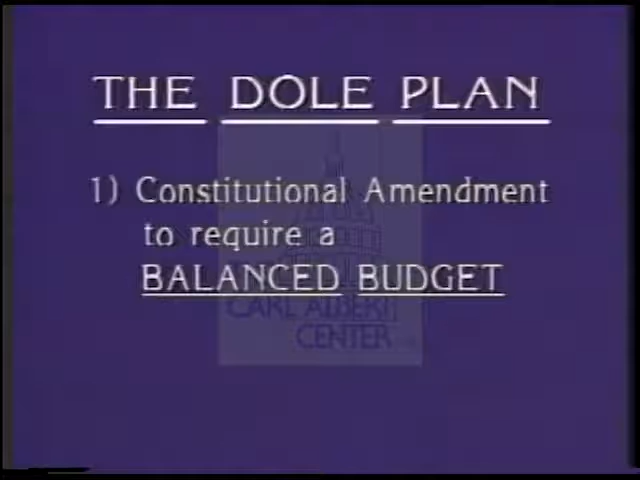 THE DOLE PLAN
1) Constitutional Amendment
to require a
BALANCED BUDGET
CARL ALBERT
CENTER